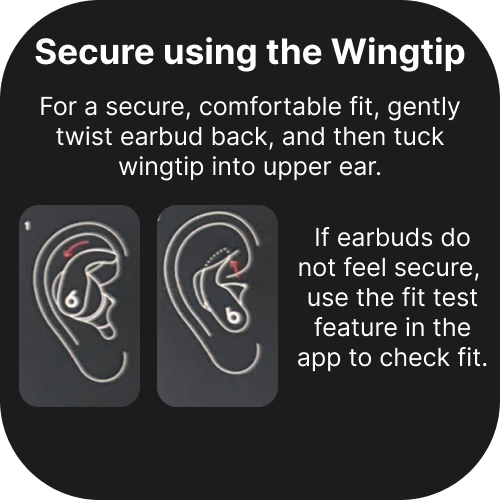 Secure using the Wingtip
For a secure, comfortable fit, gently
twist earbud back, and then tuck
wingtip into upper ear.
1
If earbuds do
not feel secure,
use the fit test
feature in the
app to check fit.